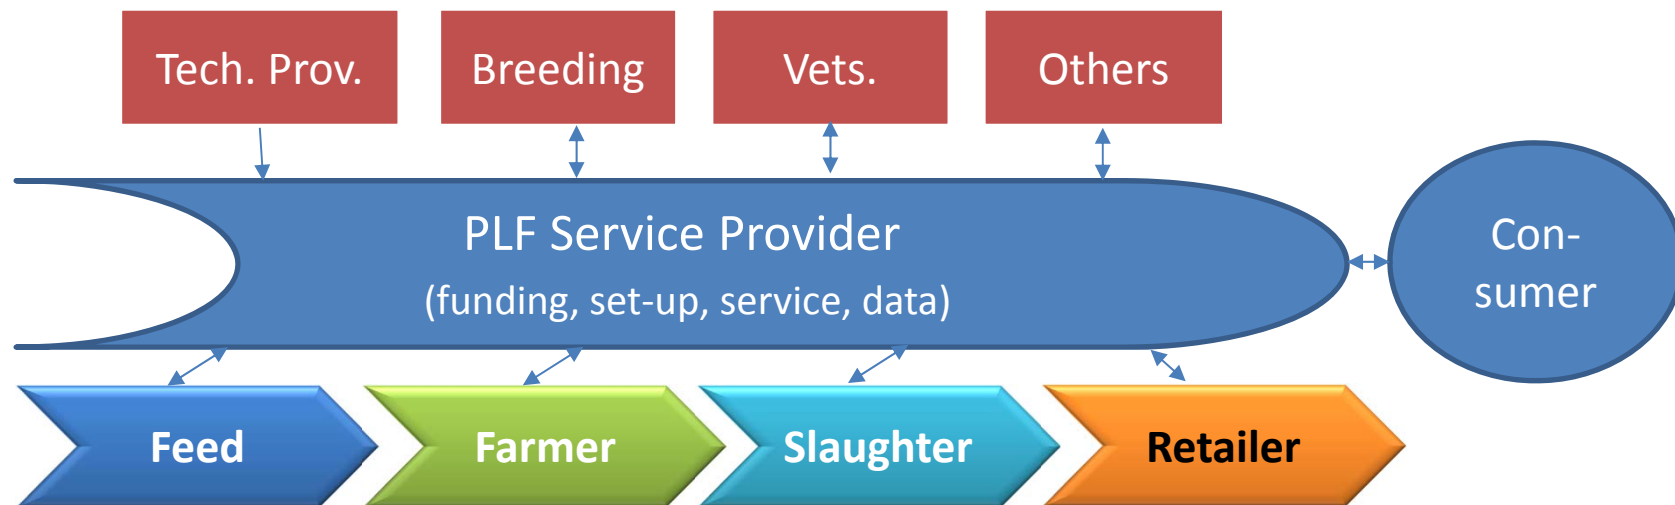 Tech. Prov.
Breeding
Vets.
Others
PLF Service Provider
(funding, set-up, service, data)
Con-
sumer
Feed
Farmer
Slaughter
Retailer